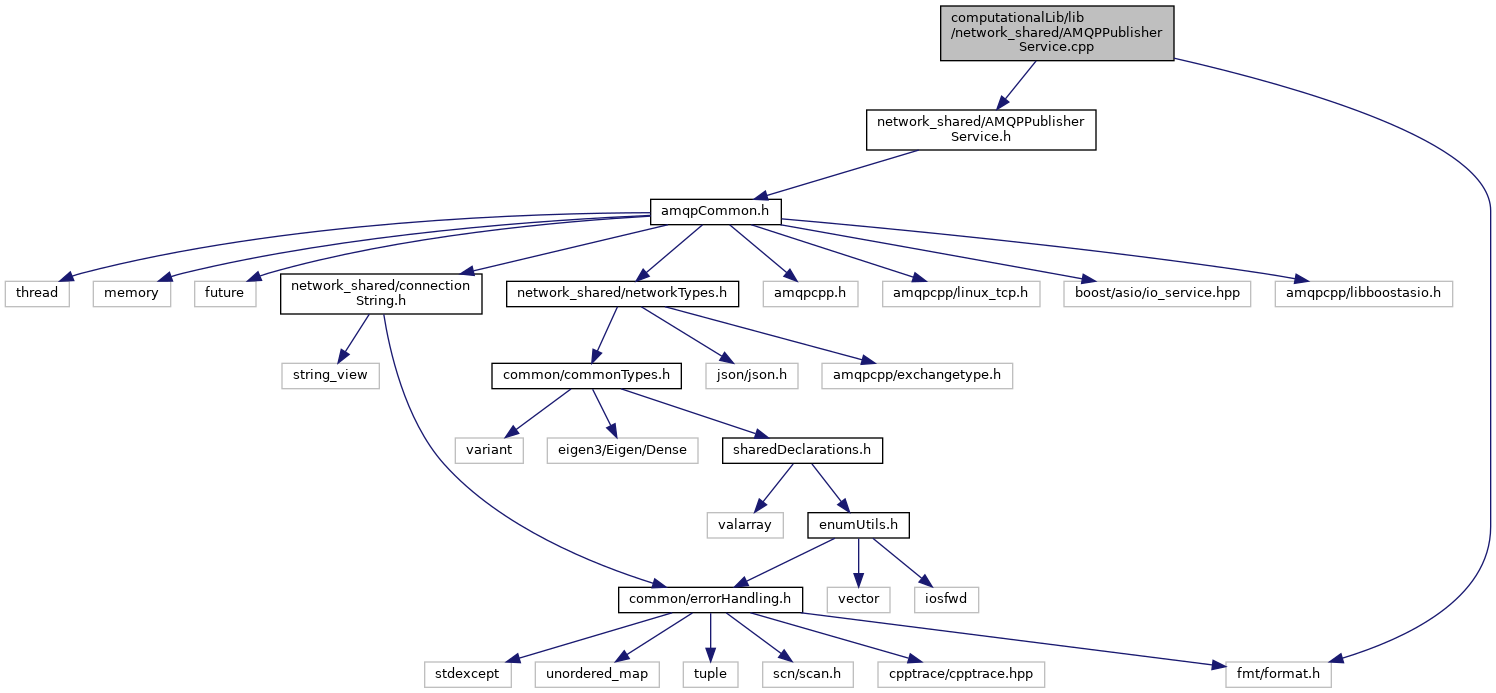 computationalLib/lib
/network_shared/AMQPPublisher
Service.cpp
network_shared/AMQPPublisher
Service.h
amqpCommon.h
thread
memory
future
network_shared/connection
String.h
network_shared/networkTypes.h
amqpcpp.h
amqpcpp/linux_tcp.h
boost/asio/io_service.hpp
amqpcpp/libboostasio.h
string_view
common/commonTypes.h
json/json.h
amqpcpp/exchangetype.h
variant
eigen3/Eigen/Dense
sharedDeclarations.h
valarray
enumUtils.h
common/errorHandling.h
vector
iosfwd
stdexcept
unordered_map
tuple
scn/scan.h
cpptrace/cpptrace.hpp
fmt/format.h